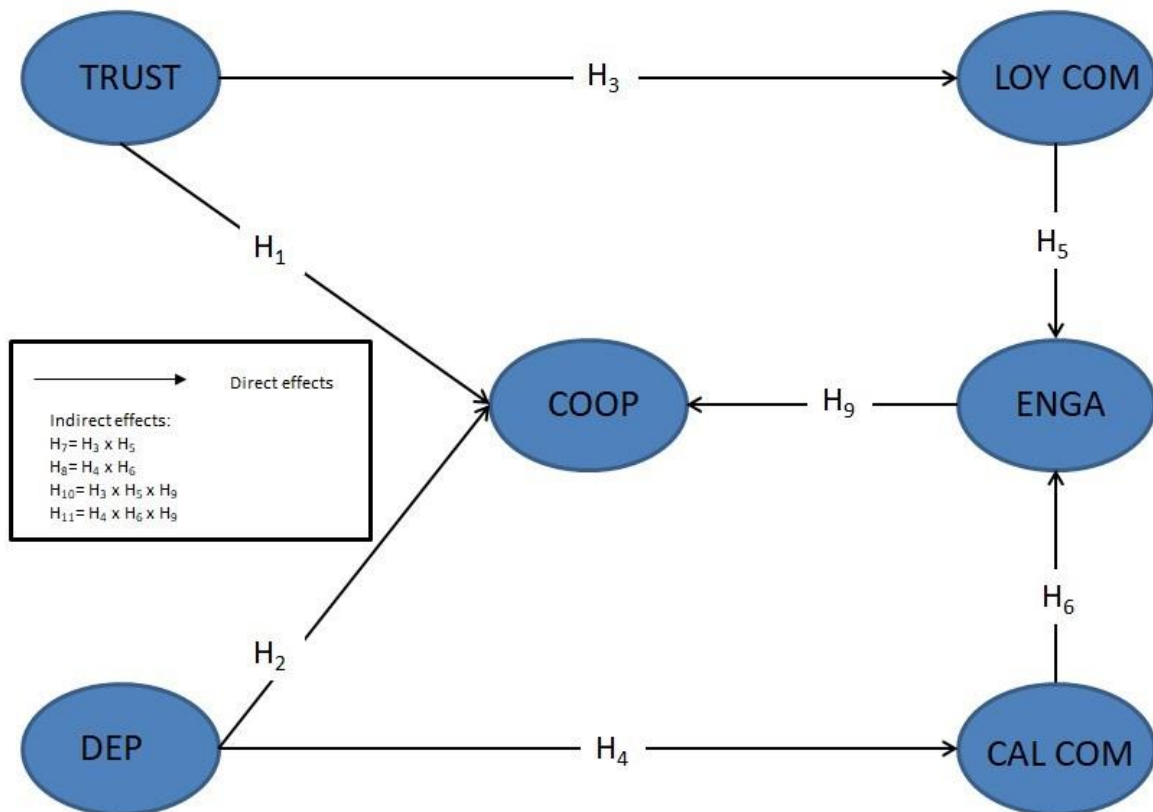 TRUST
H₃
LOY COM
H₁
H₅
Direct effects
Indirect effects:
H₇= H₃ x H₅
H₈= H₄ x H₆
H₁₀= H₃ x H₅ x H₉
H₁₁= H₄ x H₆ x H₉
COOP
H₉
ENGA
H₂
H₆
DEP
H₄
CAL COM